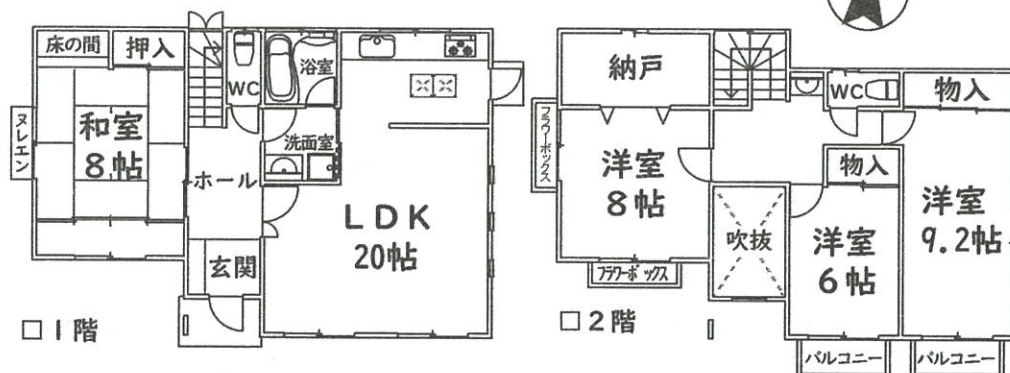 床の間
押入
WC
浴室
和室
8帖
ヌレエン
洗面室
ホール
LDK
20帖
玄関
□1階
納戸
WC
物入
フラワーボックス
洋室
8帖
物入
洋室
9.2帖
吹抜
洋室
6帖
フラワーボックス
□2階
バルコニー
バルコニー